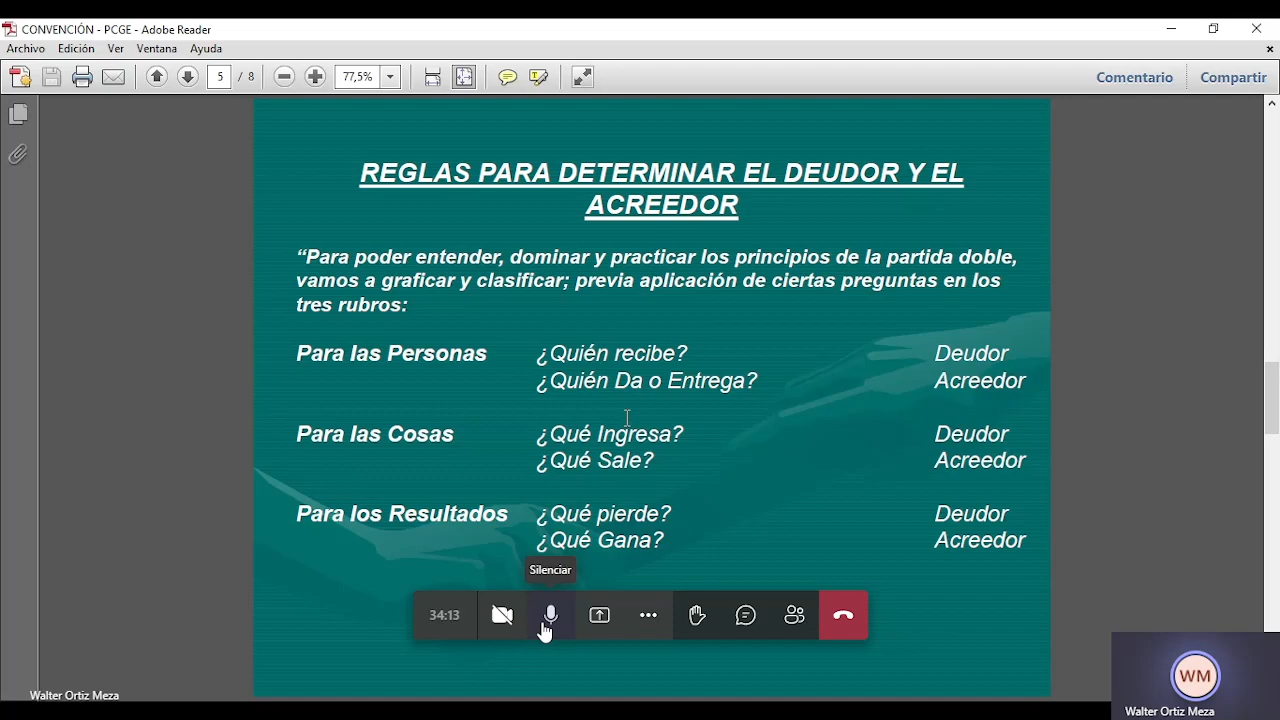 CONVENCIÓN - PCGE - Adobe Reader
Archivo Edición Ver Ventana Ayuda
5 / 8 77,5% Comentario Compartir
REGLAS PARA DETERMINAR EL DEUDOR Y EL
ACREEDOR
“Para poder entender, dominar y practicar los principios de la partida doble,
vamos a graficar y clasificar; previa aplicación de ciertas preguntas en los
tres rubros:
Para las Personas ¿Quién recibe? Deudor
¿Quién Da o Entrega? Acreedor
Para las Cosas ¿Qué Ingresa? Deudor
¿Qué Sale? Acreedor
Para los Resultados ¿Qué pierde? Deudor
¿Qué Gana? Acreedor
Silenciar
34:13
WM
Walter Ortiz Meza
Walter Ortiz Meza